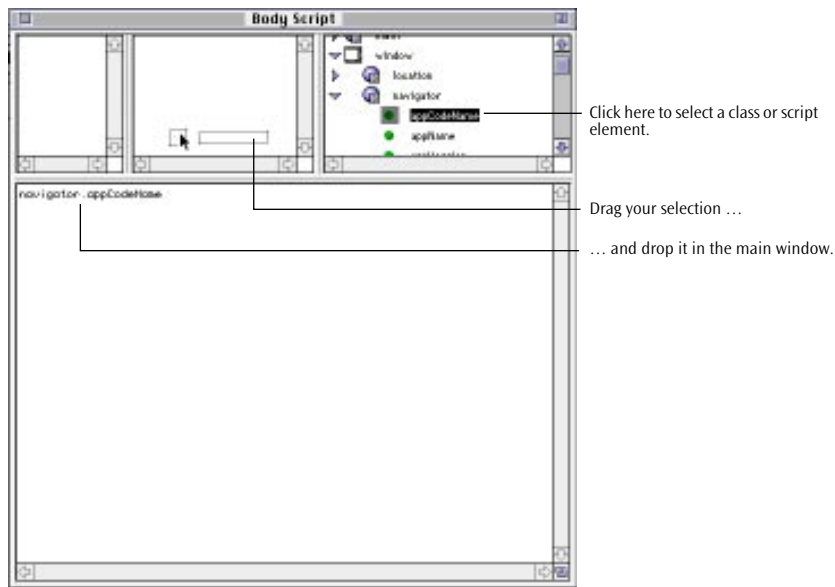 Body Script
main
window
location
navigator
appCodeName
appName
navigator.appCodeName
Click here to select a class or script
element.
Drag your selection …
… and drop it in the main window.